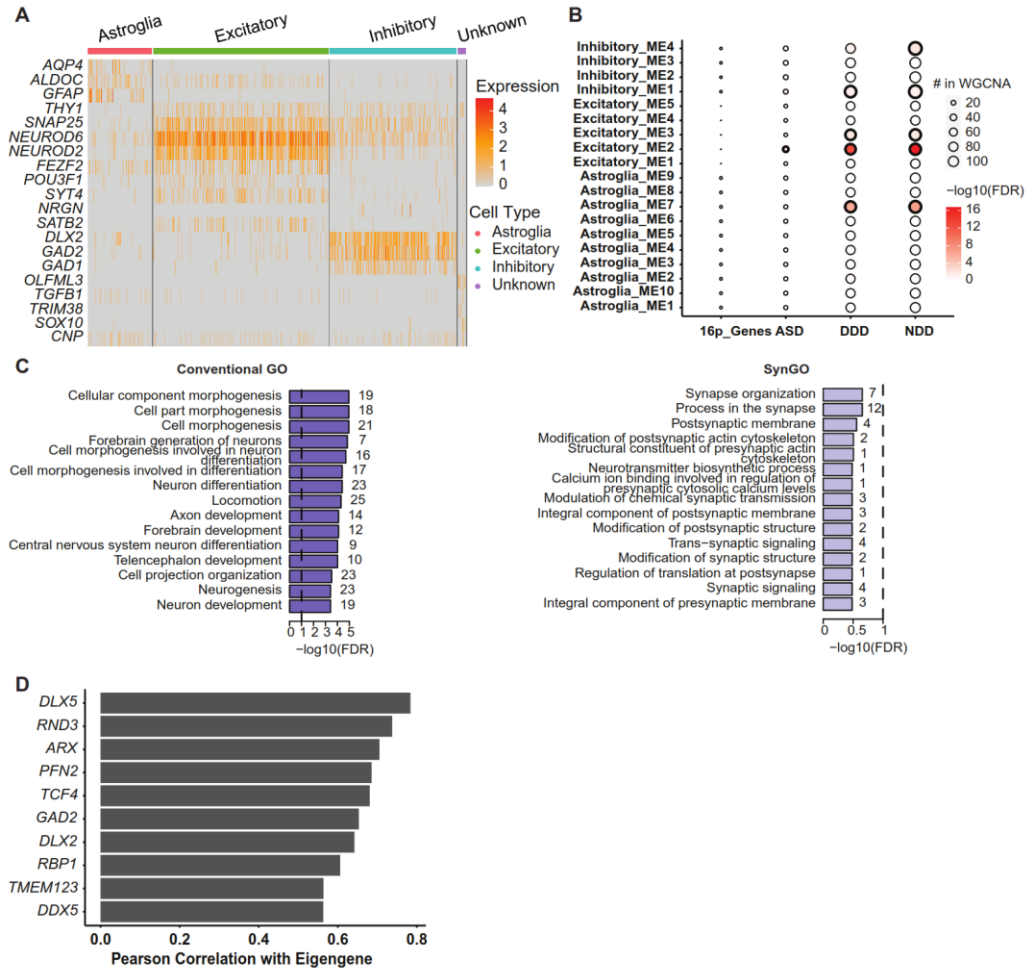 A
Astroglia
Excitatory
Inhibitory
Unknown
AQP4
ALDOC
GFAP
THY1
SNAP25
NEUROD6
NEUROD2
FEZF2
POU3F1
SYT4
NRGN
SATB2
DLX2
GAD2
GAD1
OLFML3
TGFB1
TRIM38
SOX10
CNP
Expression
4
3
2
1
0
Cell Type
Astroglia
Excitatory
Inhibitory
Unknown
B
Inhibitory_ME4
Inhibitory_ME3
Inhibitory_ME2
Inhibitory_ME1
Excitatory_ME5
Excitatory_ME4
Excitatory_ME3
Excitatory_ME2
Excitatory_ME1
Astroglia_ME9
Astroglia_ME8
Astroglia_ME7
Astroglia_ME6
Astroglia_ME5
Astroglia_ME4
Astroglia_ME3
Astroglia_ME2
Astroglia_ME10
Astroglia_ME1
16p_Genes ASD DDD NDD
# in WGCNA
20
40
60
80
100
−log10(FDR)
16
12
8
4
0
C
Conventional GO
Cellular component morphogenesis 19
Cell part morphogenesis 18
Cell morphogenesis 21
Forebrain generation of neurons 7
Cell morphogenesis involved in neuron
differentiation 16
Cell morphogenesis involved in differentiation 17
Neuron differentiation 23
Locomotion 25
Axon development 14
Forebrain development 12
Central nervous system neuron differentiation 9
Telencephalon development 10
Cell projection organization 23
Neurogenesis 23
Neuron development 19
0 1 2 3 4 5
−log10(FDR)
SynGO
Synapse organization 7
Process in the synapse 12
Postsynaptic membrane 4
Modification of postsynaptic actin cytoskeleton 2
Structural constituent of presynaptic actin
cytoskeleton 1
Neurotransmitter biosynthetic process 1
Calcium ion binding involved in regulation of
presynaptic cytosolic calcium levels 1
Modulation of chemical synaptic transmission 3
Integral component of postsynaptic membrane 3
Modification of postsynaptic structure 2
Trans−synaptic signaling 4
Modification of synaptic structure 2
Regulation of translation at postsynapse 1
Synaptic signaling 4
Integral component of presynaptic membrane 3
0 0.5 1
−log10(FDR)
D
DLX5
RND3
ARX
PFN2
TCF4
GAD2
DLX2
RBP1
TMEM123
DDX5
0.0 0.2 0.4 0.6 0.8
Pearson Correlation with Eigengene